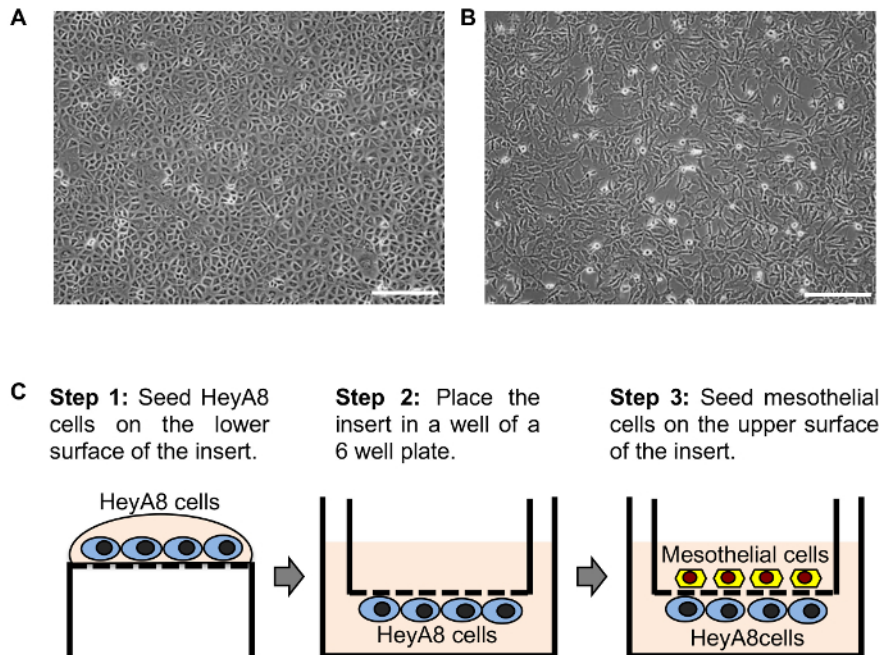 A
B
C
Step 1: Seed HeyA8
cells on the lower
surface of the insert.
Step 2: Place the
insert in a well of a
6 well plate.
Step 3: Seed mesothelial
cells on the upper surface
of the insert.
HeyA8 cells
HeyA8 cells
Mesothelial cells
HeyA8cells